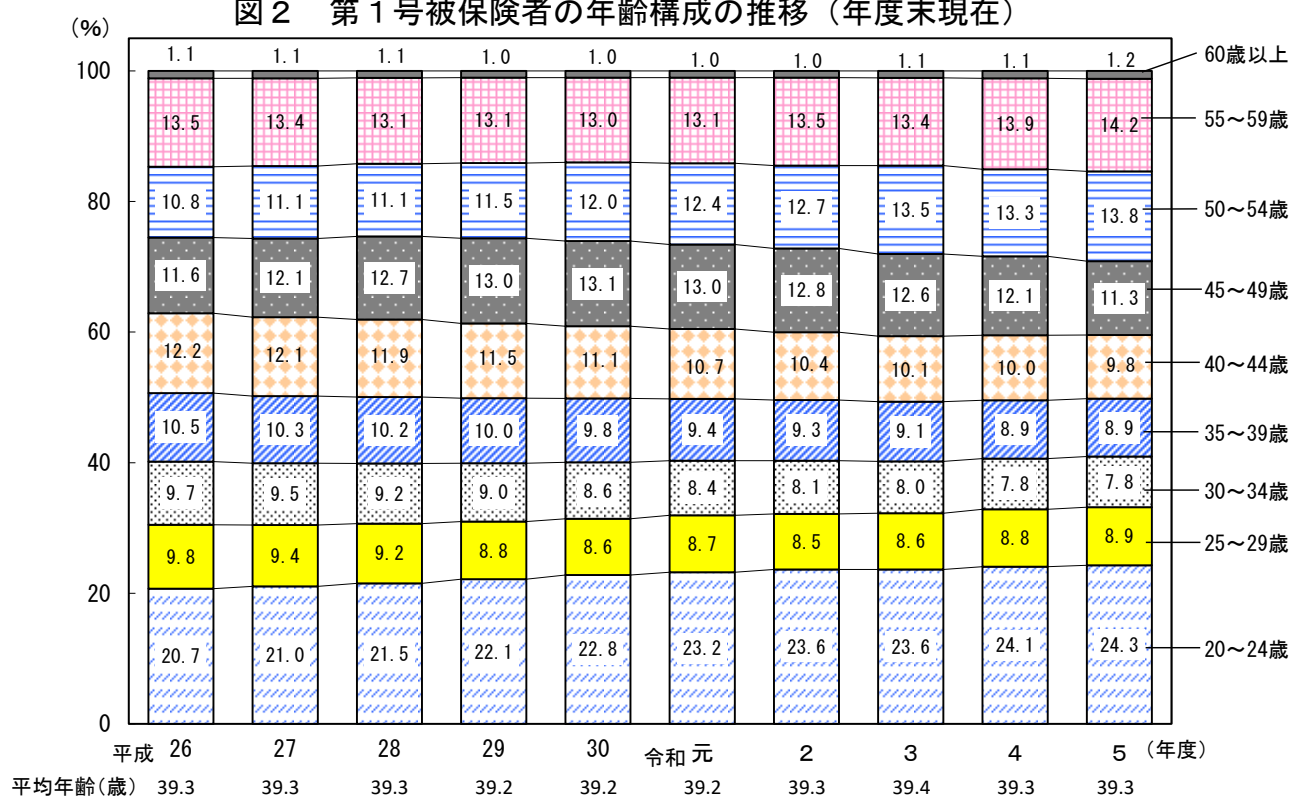 図２ 第１号被保険者の年齢構成の推移（年度末現在）
(%)
1.1 1.1 1.1 1.0 1.0 1.0 1.0 1.1 1.1 1.2 60歳以上
100
13.5 13.4 13.1 13.1 13.0 13.1 13.5 13.4 13.9 14.2 55～59歳
80
10.8 11.1 11.1 11.5 12.0 12.4 12.7 13.5 13.3 13.8 50～54歳
11.6 12.1 12.7 13.0 13.1 13.0 12.8 12.6 12.1 11.3 45～49歳
60
12.2 12.1 11.9 11.5 11.1 10.7 10.4 10.1 10.0 9.8 40～44歳
10.5 10.3 10.2 10.0 9.8 9.4 9.3 9.1 8.9 8.9 35～39歳
40
9.7 9.5 9.2 9.0 8.6 8.4 8.1 8.0 7.8 7.8 30～34歳
9.8 9.4 9.2 8.8 8.6 8.7 8.5 8.6 8.8 8.9 25～29歳
20
20.7 21.0 21.5 22.1 22.8 23.2 23.6 23.6 24.1 24.3 20～24歳
0
平成 26 27 28 29 30 令和 元 2 3 4 5 (年度)
平均年齢(歳) 39.3 39.3 39.3 39.2 39.2 39.2 39.3 39.4 39.3 39.3